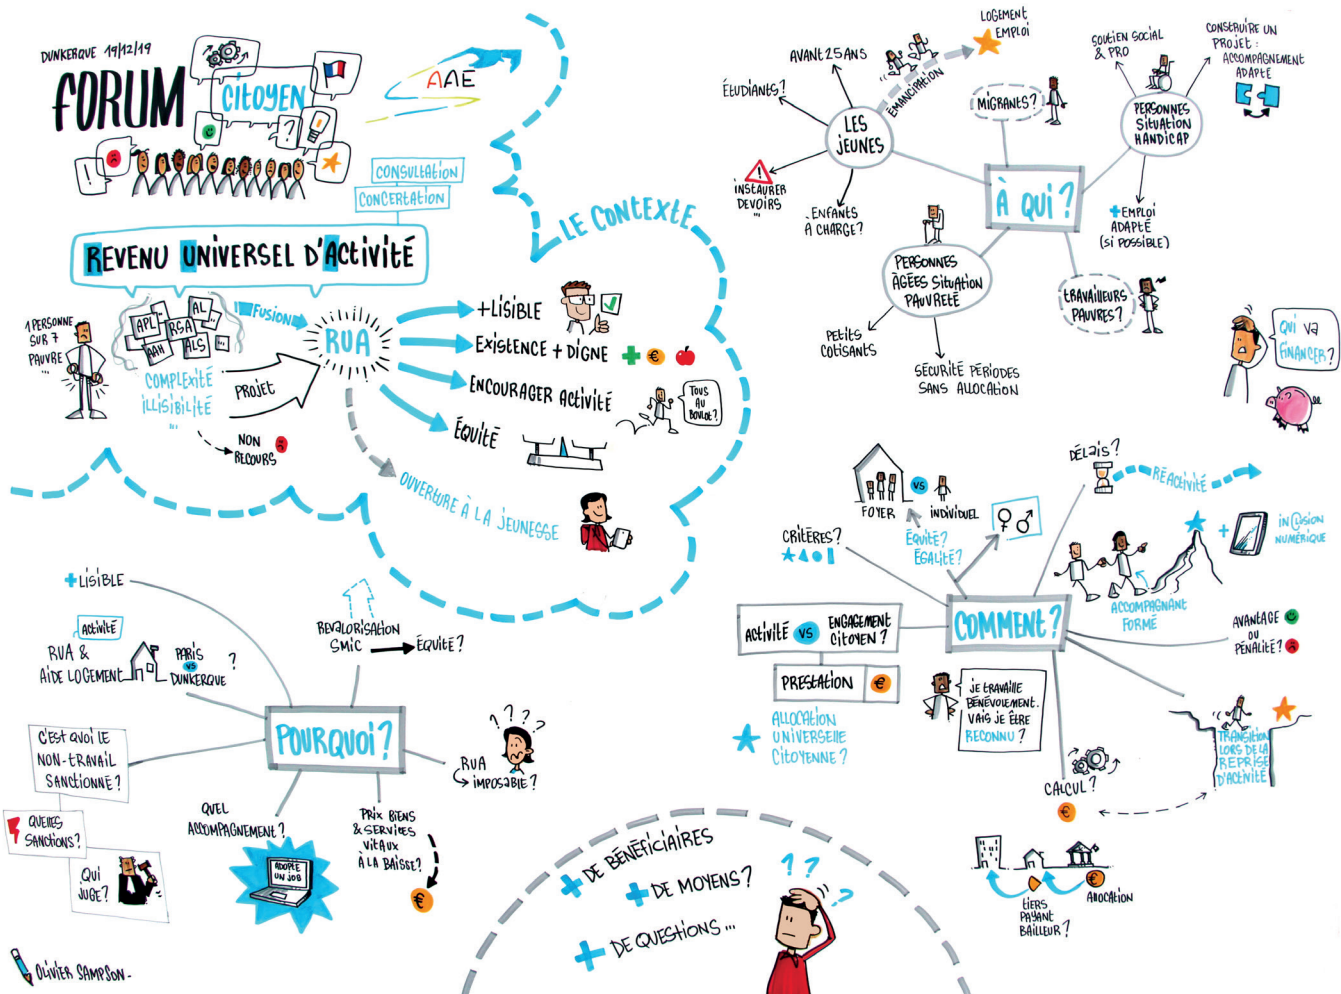 DUNKERQUE 19/12/19
FORUM
CITOYEN
!
?
AAE
CONSULTATION
CONCERTATION
REVENU UNIVERSEL D'ACTIVITÉ
LE CONTEXTE
1 PERSONNE
SUR 7
PAUVRE
...
APL
AL
RSA
AAH
ALS
...
FUSION
COMPLEXITÉ
ILLISIBILITÉ
...
PROJET
NON
RECOURS
RUA
+LISIBLE
EXISTENCE + DIGNE
€
ENCOURAGER ACTIVITÉ
TOUS
AU
BOULOT?
ÉQUITÉ
OUVERTURE À LA JEUNESSE
À QUI?
LES
JEUNES
ÉTUDIANTS?
AVANT 25 ANS
EMANCIPATION
LOGEMENT
EMPLOI
!
INSTAURER
DEVOIRS
...
ENFANTS
À CHARGE?
MIGRANTS?
PERSONNES
SITUATION
HANDICAP
SOUTIEN SOCIAL
& PRO
CONSTRUIRE UN
PROJET:
ACCOMPAGNEMENT
ADAPTÉ
+EMPLOI
ADAPTÉ
(SI POSSIBLE)
PERSONNES
ÂGÉES SITUATION
PAUVRETÉ
PETITS
COTISANTS
SÉCURITÉ PÉRIODES
SANS ALLOCATION
TRAVAILLEURS
PAUVRES?
QUI VA
FINANCER?
POURQUOI?
+LISIBLE
ACTIVITÉ
RUA &
AIDE LOGEMENT
PARIS
VS
DUNKERQUE
?
REVALORISATION
SMIC
ÉQUITÉ?
C'EST QUOI LE
NON-TRAVAIL
SANCTIONNÉ?
QUELLES
SANCTIONS?
QUI
JUGE?
QUEL
ACCOMPAGNEMENT?
ADOPTE
UN JOB
PRIX BIENS
& SERVICES
VITAUX
À LA BAISSE?
€
RUA
IMPOSABLE?
? ? ? ?
COMMENT?
CRITÈRES?
FOYER
VS
INDIVIDUEL
ÉQUITÉ?
ÉGALITÉ?
DÉLAIS?
RÉACTIVITÉ
+
IN@LUSION
NUMÉRIQUE
ACCOMPAGNANT
FORMÉ
AVANTAGE
OU
PÉNALITÉ?
ACTIVITÉ VS ENGAGEMENT
CITOYEN?
PRESTATION €
ALLOCATION
UNIVERSELLE
CITOYENNE?
JE TRAVAILLE
BÉNÉVOLEMENT.
VAIS JE ÊTRE
RECONNU?
CALCUL?
€
TRANSITION
LORS DE LA
REPRISE
D'ACTIVITÉ
TIERS
PAYANT
BAILLEUR?
€
ALLOCATION
+ DE BÉNÉFICIAIRES
+ DE MOYENS?
+ DE QUESTIONS...
? ? ?
OLIVIER SAMPSON-